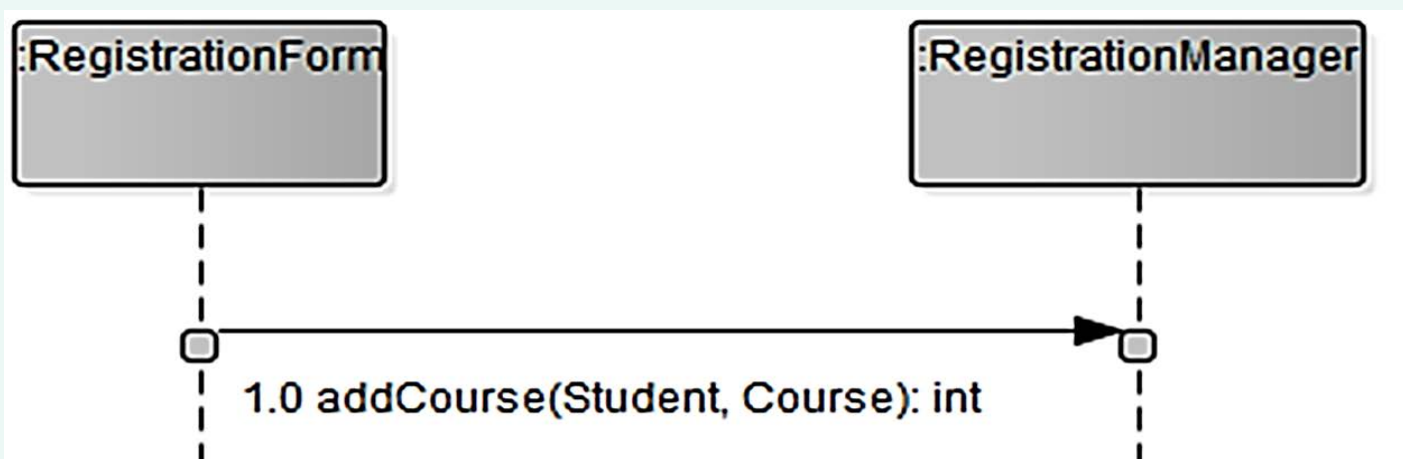 :RegistrationForm
:RegistrationManager
1.0 addCourse(Student, Course): int